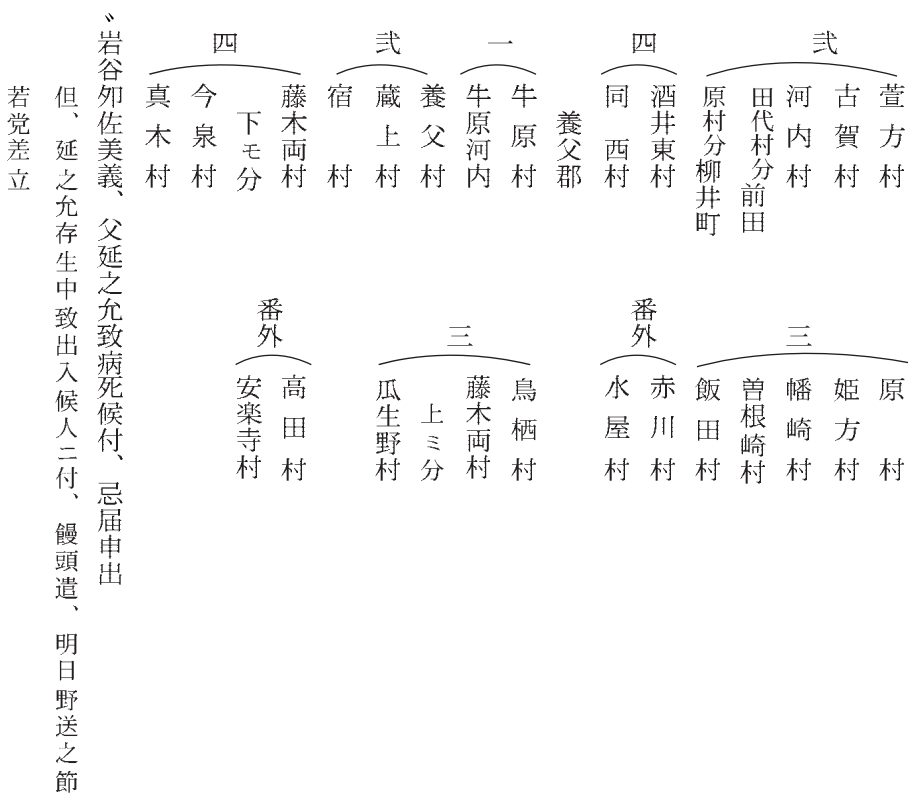 弐
萱方村
古賀村
河内村
田代村分前田
原村分柳井町
四
酒井東村
同西村
三
原村
姫方村
幡崎村
曽根崎村
飯田村
番外
赤川村
水屋村
養父郡
一
牛原村
牛原河内
弐
養父村
蔵上村
宿村
四
藤木両村
下モ分
今泉村
真木村
三
鳥栖村
藤木両村
上ミ分
瓜生野村
番外
高田村
安楽寺村
〃岩谷夘佐美義、父延之允致病死候付、忌届申出
但、延之允存生中致出入候人ニ付、饅頭遣、明日野送之節
若党差立